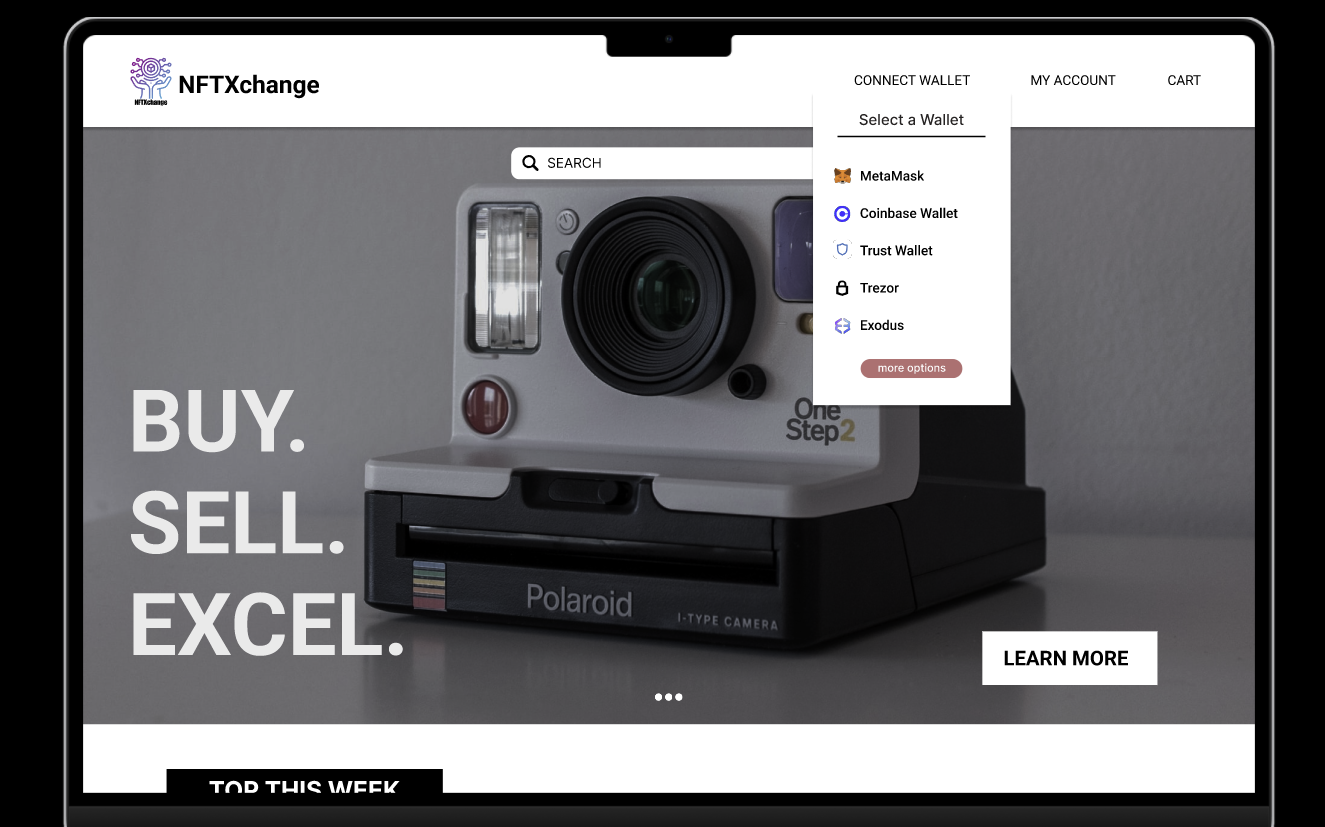 NFTXchange
NFTXchange
CONNECT WALLET
MY ACCOUNT
CART
Select a Wallet
SEARCH
MetaMask
Coinbase Wallet
Trust Wallet
Trezor
Exodus
more options
One
Step2
BUY.
SELL.
EXCEL.
Polaroid
I-TYPE CAMERA
LEARN MORE
TOP THIS WEEK